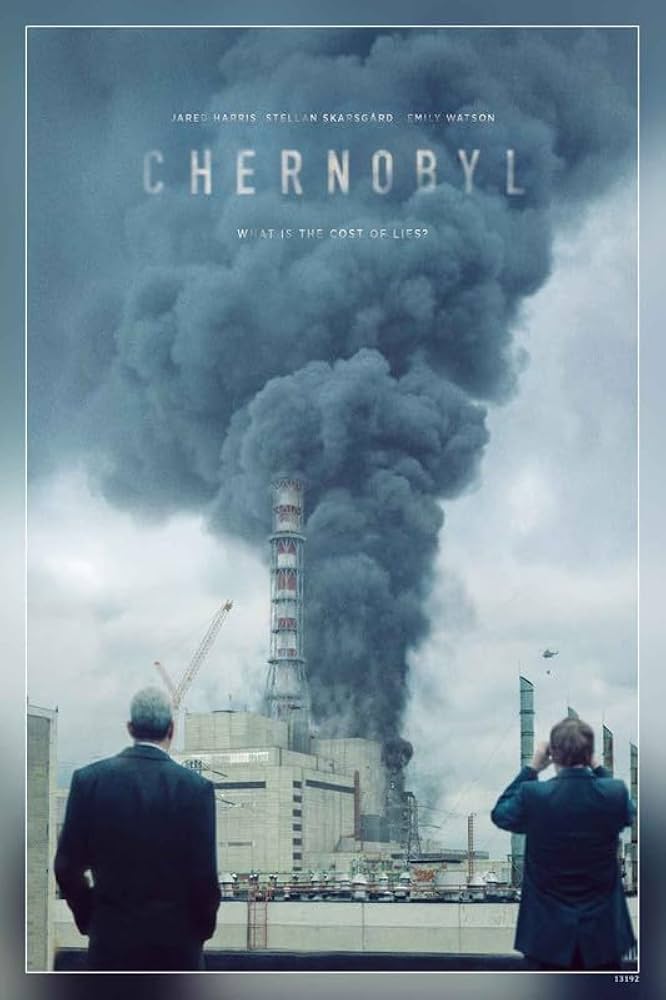 JARED HARRIS STELLAN SKARSGÅRD EMILY WATSON
CHERNOBYL
WHAT IS THE COST OF LIES?
13192